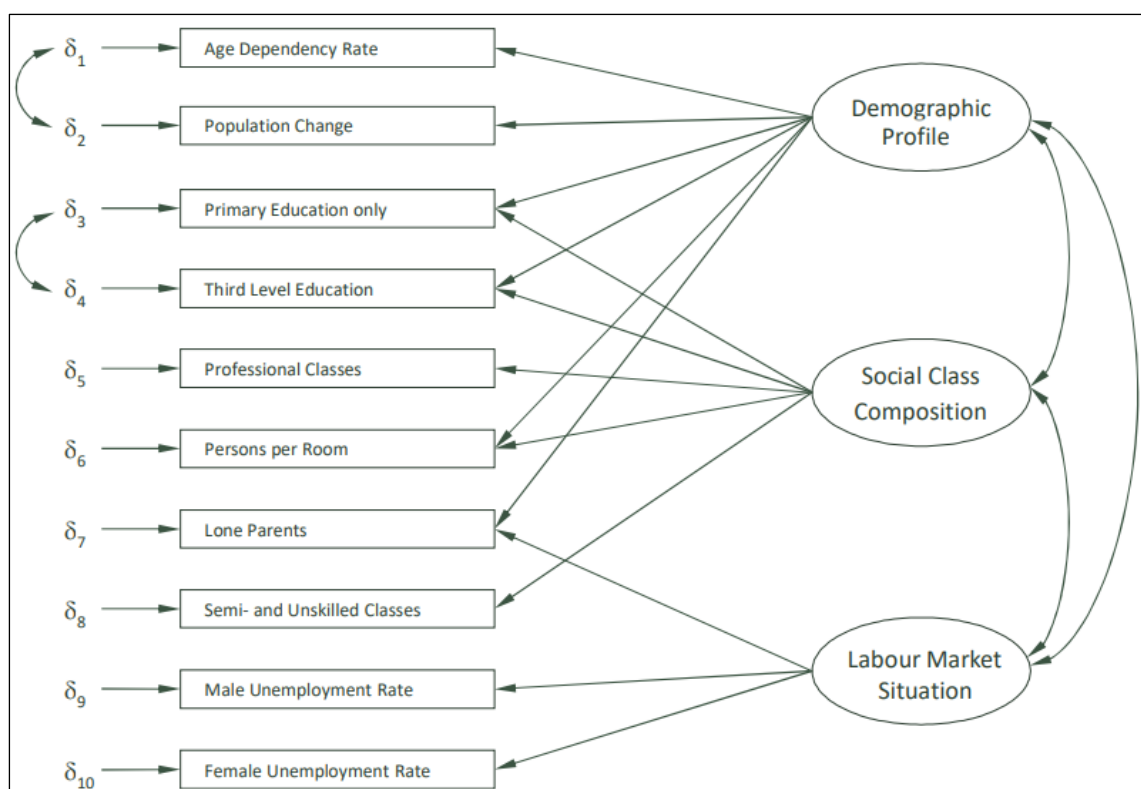 δ1
Age Dependency Rate
δ2
Population Change
δ3
Primary Education only
δ4
Third Level Education
δ5
Professional Classes
δ6
Persons per Room
δ7
Lone Parents
δ8
Semi- and Unskilled Classes
δ9
Male Unemployment Rate
δ10
Female Unemployment Rate
Demographic
Profile
Social Class
Composition
Labour Market
Situation